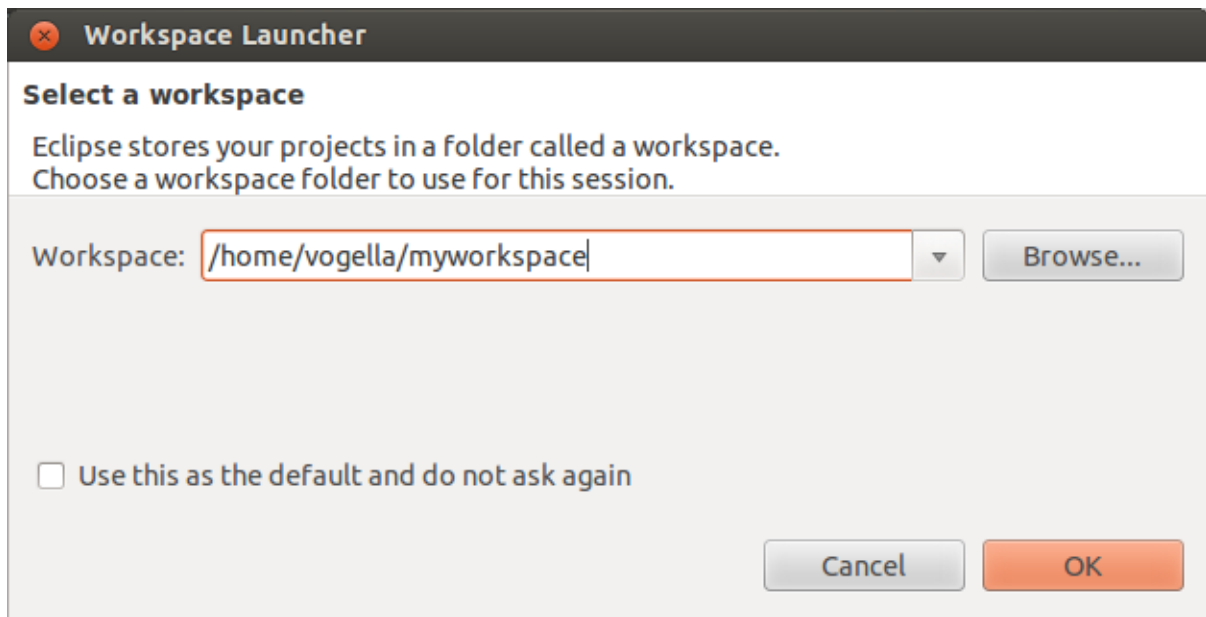 Workspace Launcher
Select a workspace
Eclipse stores your projects in a folder called a workspace.
Choose a workspace folder to use for this session.
Workspace: /home/vogella/myworkspace Browse...
Use this as the default and do not ask again
Cancel OK